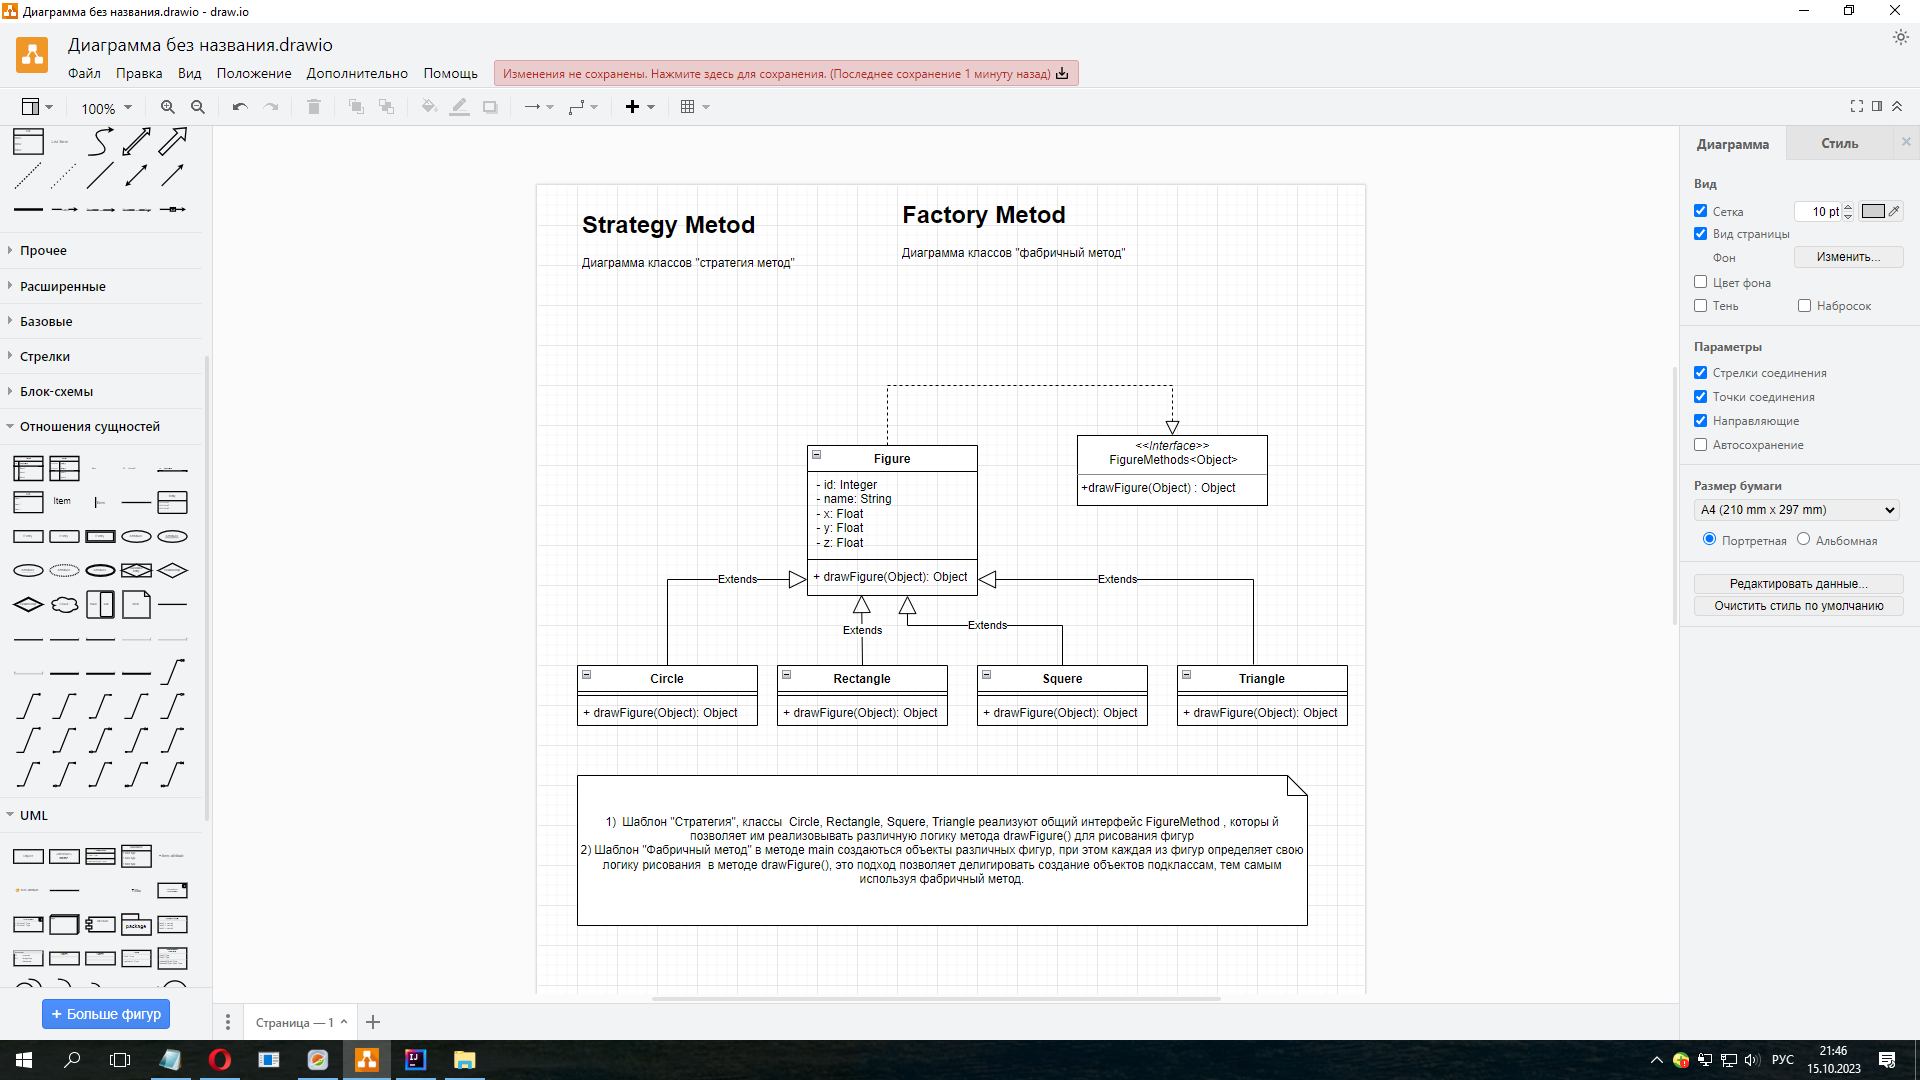 Диаграмма без названия.drawio - draw.io
Диаграмма без названия.drawio
Файл Правка Вид Положение Дополнительно Помощь
Изменения не сохранены. Нажмите здесь для сохранения. (Последнее сохранение 1 минуту назад)
100%
Прочее
Расширенные
Базовые
Стрелки
Блок-схемы
Отношения сущностей
Item
UML
package
+ Больше фигур
Strategy Metod
Диаграмма классов "стратегия метод"
Factory Metod
Диаграмма классов "фабричный метод"
Figure
- id: Integer
- name: String
- x: Float
- y: Float
- z: Float
+ drawFigure(Object): Object
<<Interface>>
FigureMethods<Object>
+drawFigure(Object) : Object
Extends
Extends
Extends
Extends
Circle
+ drawFigure(Object): Object
Rectangle
+ drawFigure(Object): Object
Squere
+ drawFigure(Object): Object
Triangle
+ drawFigure(Object): Object
1) Шаблон "Стратегия", классы Circle, Rectangle, Squere, Triangle реализуют общий интерфейс FigureMethod , которы й
позволяет им реализовывать различную логику метода drawFigure() для рисования фигур
2) Шаблон "Фабричный метод" в методе main создаються объекты различных фигур, при этом каждая из фигур определяет свою
логику рисования в методе drawFigure(), это подход позволяет делигировать создание объектов подклассам, тем самым
используя фабричный метод.
Страница — 1
Диаграмма
Стиль
Вид
Сетка
10 pt
Вид страницы
Фон
Изменить...
Цвет фона
Тень
Набросок
Параметры
Стрелки соединения
Точки соединения
Направляющие
Автосохранение
Размер бумаги
A4 (210 mm x 297 mm)
Портретная
Альбомная
Редактировать данные...
Очистить стиль по умолчанию
РУС
21:46
15.10.2023